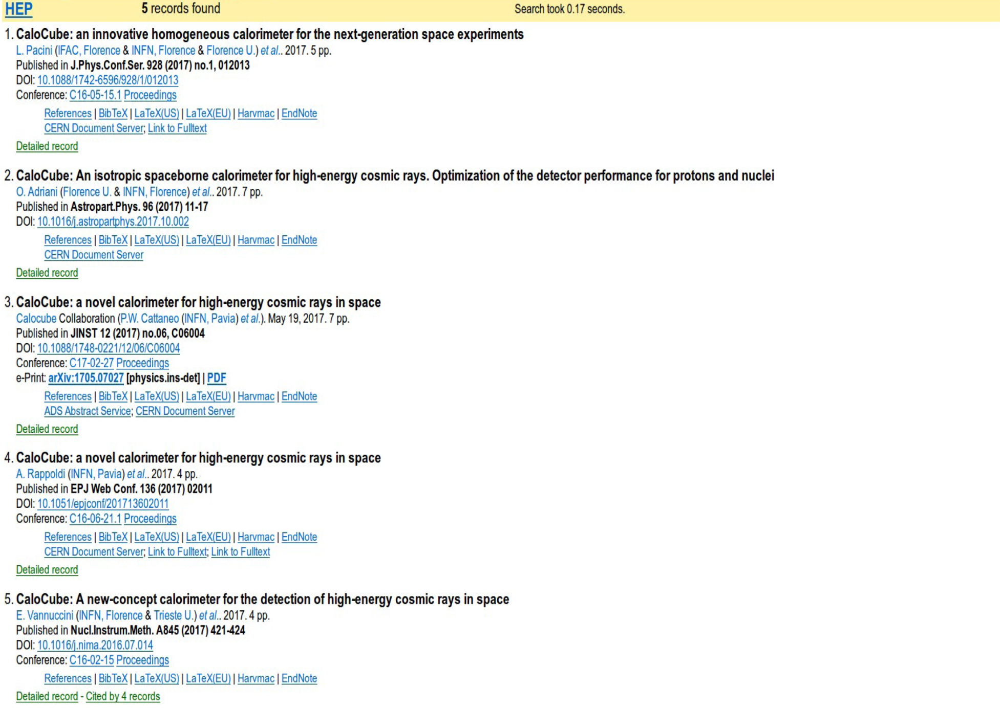 HEP 5 records found Search took 0.17 seconds.
1. CaloCube: an innovative homogeneous calorimeter for the next-generation space experiments
L. Pacini (IFAC, Florence & INFN, Florence & Florence U.) et al.. 2017. 5 pp.
Published in J.Phys.Conf.Ser. 928 (2017) no.1, 012013
DOI: 10.1088/1742-6596/928/1/012013
Conference: C16-05-15.1 Proceedings
References | BibTeX | LaTeX(US) | LaTeX(EU) | Harvmac | EndNote
CERN Document Server; Link to Fulltext
Detailed record
2. CaloCube: An isotropic spaceborne calorimeter for high-energy cosmic rays. Optimization of the detector performance for protons and nuclei
O. Adriani (Florence U. & INFN, Florence) et al.. 2017. 7 pp.
Published in Astropart.Phys. 96 (2017) 11-17
DOI: 10.1016/j.astropartphys.2017.10.002
References | BibTeX | LaTeX(US) | LaTeX(EU) | Harvmac | EndNote
CERN Document Server
Detailed record
3. CaloCube: a novel calorimeter for high-energy cosmic rays in space
Calocube Collaboration (P.W. Cattaneo (INFN, Pavia) et al.). May 19, 2017. 7 pp.
Published in JINST 12 (2017) no.06, C06004
DOI: 10.1088/1748-0221/12/06/C06004
Conference: C17-02-27 Proceedings
e-Print: arXiv:1705.07027 [physics.ins-det] | PDF
References | BibTeX | LaTeX(US) | LaTeX(EU) | Harvmac | EndNote
ADS Abstract Service; CERN Document Server
Detailed record
4. CaloCube: a novel calorimeter for high-energy cosmic rays in space
A. Rappoldi (INFN, Pavia) et al.. 2017. 4 pp.
Published in EPJ Web Conf. 136 (2017) 02011
DOI: 10.1051/epjconf/201713602011
Conference: C16-06-21.1 Proceedings
References | BibTeX | LaTeX(US) | LaTeX(EU) | Harvmac | EndNote
CERN Document Server; Link to Fulltext; Link to Fulltext
Detailed record
5. CaloCube: A new-concept calorimeter for the detection of high-energy cosmic rays in space
E. Vannuccini (INFN, Florence & Trieste U.) et al.. 2017. 4 pp.
Published in Nucl.Instrum.Meth. A845 (2017) 421-424
DOI: 10.1016/j.nima.2016.07.014
Conference: C16-02-15 Proceedings
References | BibTeX | LaTeX(US) | LaTeX(EU) | Harvmac | EndNote
Detailed record - Cited by 4 records